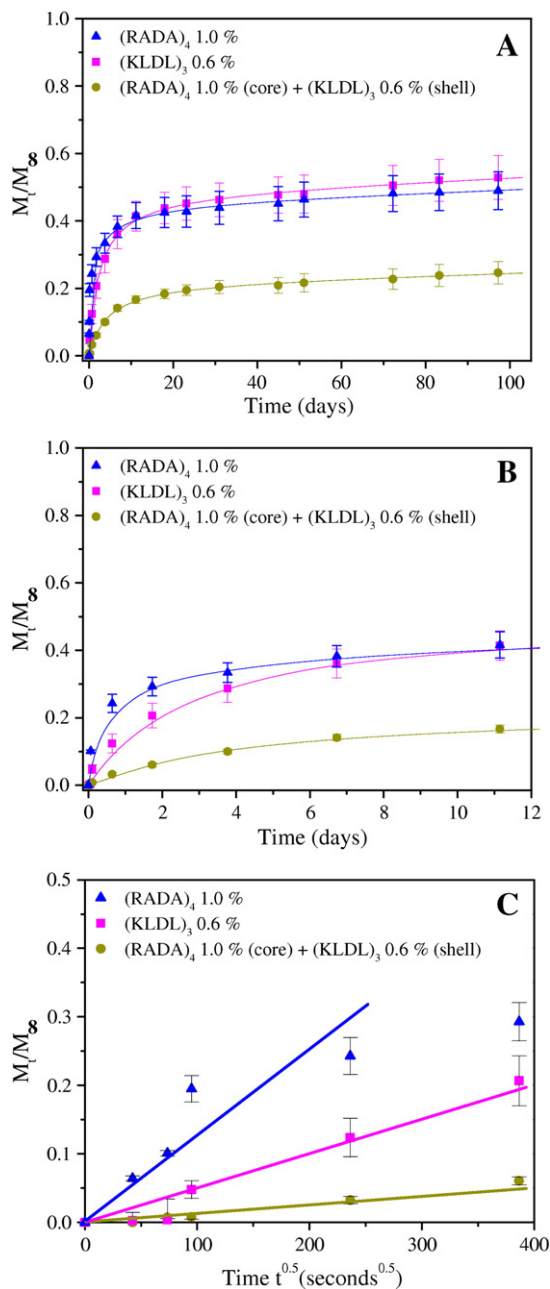 A
(RADA)₄ 1.0 %
(KLDL)₃ 0.6 %
(RADA)₄ 1.0 % (core) + (KLDL)₃ 0.6 % (shell)
Mₜ/M8
1.0
0.8
0.6
0.4
0.2
0.0
0 20 40 60 80 100
Time (days)
B
(RADA)₄ 1.0 %
(KLDL)₃ 0.6 %
(RADA)₄ 1.0 % (core) + (KLDL)₃ 0.6 % (shell)
Mₜ/M8
1.0
0.8
0.6
0.4
0.2
0.0
0 2 4 6 8 10 12
Time (days)
C
(RADA)₄ 1.0 %
(KLDL)₃ 0.6 %
(RADA)₄ 1.0 % (core) + (KLDL)₃ 0.6 % (shell)
Mₜ/M8
0.5
0.4
0.3
0.2
0.1
0.0
0 100 200 300 400
Time t⁰·⁵(seconds⁰·⁵)